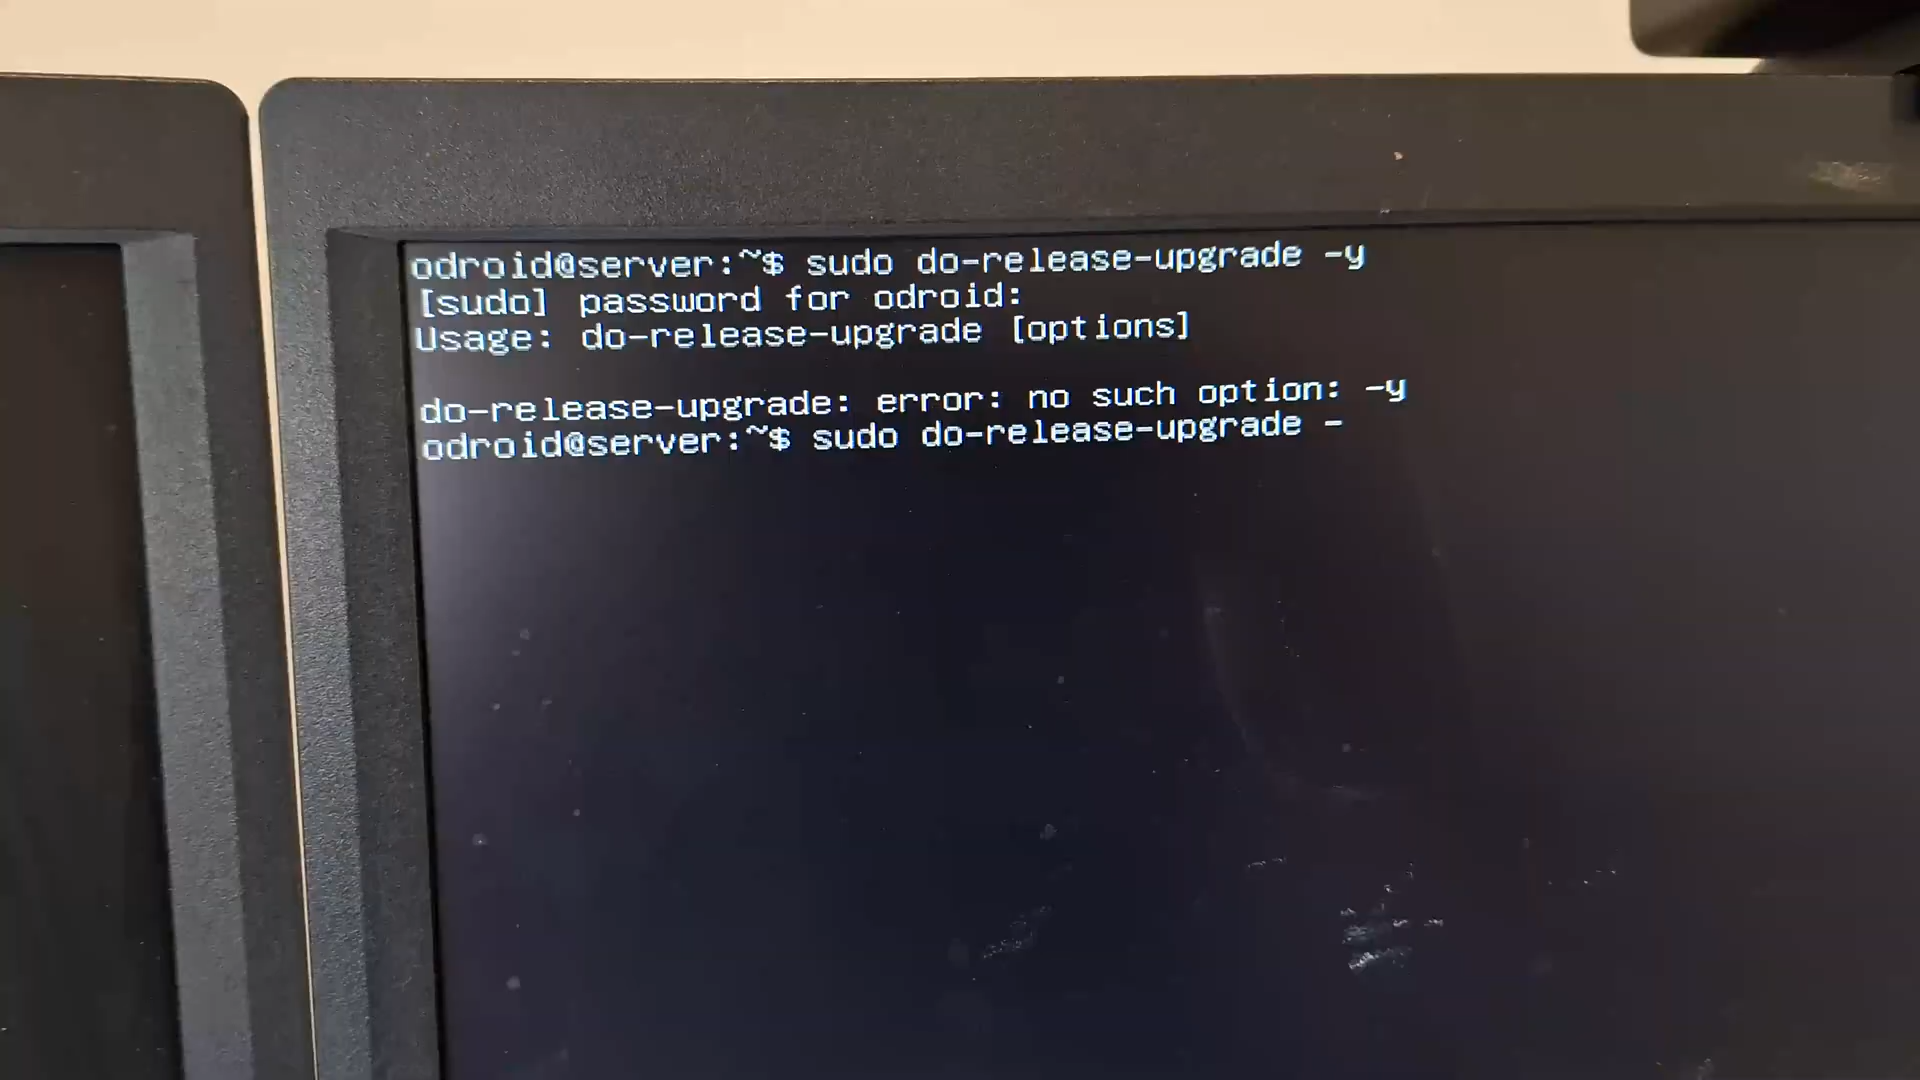 odroid@server:~$ sudo do-release-upgrade -y
[sudo] password for odroid:
Usage: do-release-upgrade [options]
do-release-upgrade: error: no such option: -y
odroid@server:~$ sudo do-release-upgrade -